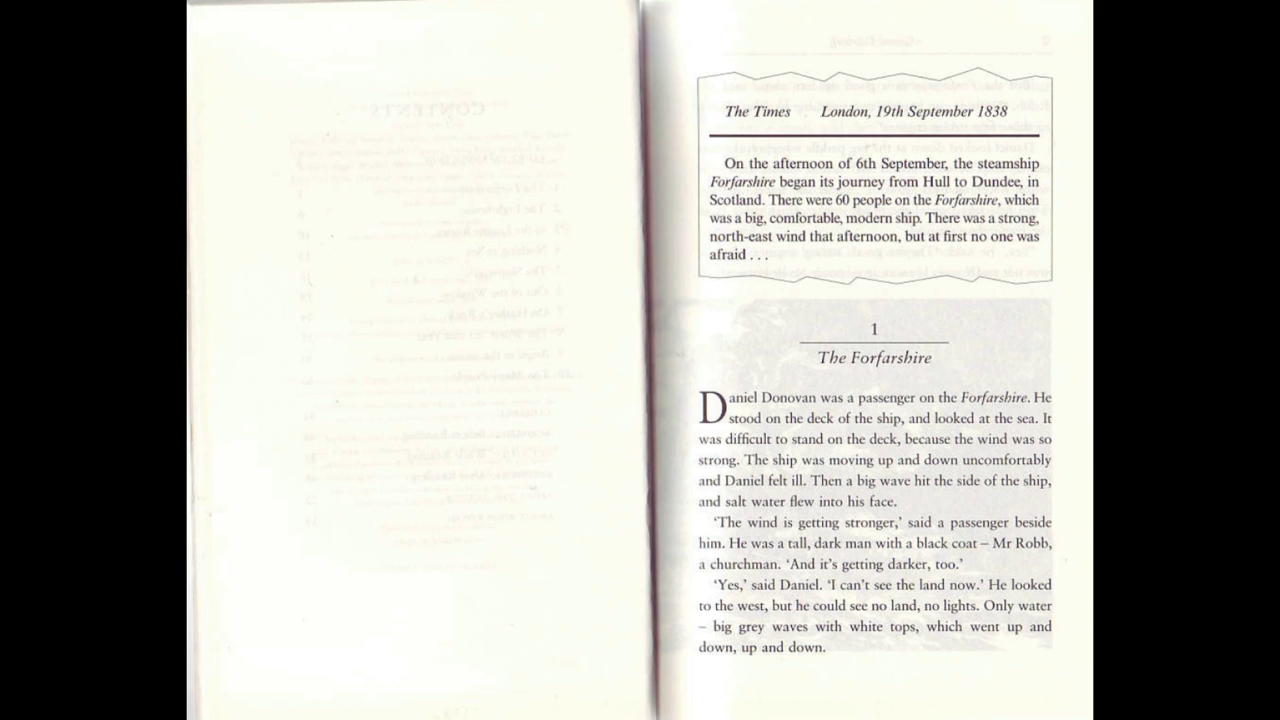 The Times London, 19th September 1838
On the afternoon of 6th September, the steamship
Forfarshire began its journey from Hull to Dundee, in
Scotland. There were 60 people on the Forfarshire, which
was a big, comfortable, modern ship. There was a strong,
north-east wind that afternoon, but at first no one was
afraid . . .
1
The Forfarshire
Daniel Donovan was a passenger on the Forfarshire. He
stood on the deck of the ship, and looked at the sea. It
was difficult to stand on the deck, because the wind was so
strong. The ship was moving up and down uncomfortably
and Daniel felt ill. Then a big wave hit the side of the ship,
and salt water flew into his face.
‘The wind is getting stronger,’ said a passenger beside
him. He was a tall, dark man with a black coat – Mr Robb,
a churchman. ‘And it’s getting darker, too.’
‘Yes,’ said Daniel. ‘I can’t see the land now.’ He looked
to the west, but he could see no land, no lights. Only water
– big grey waves with white tops, which went up and
down, up and down.